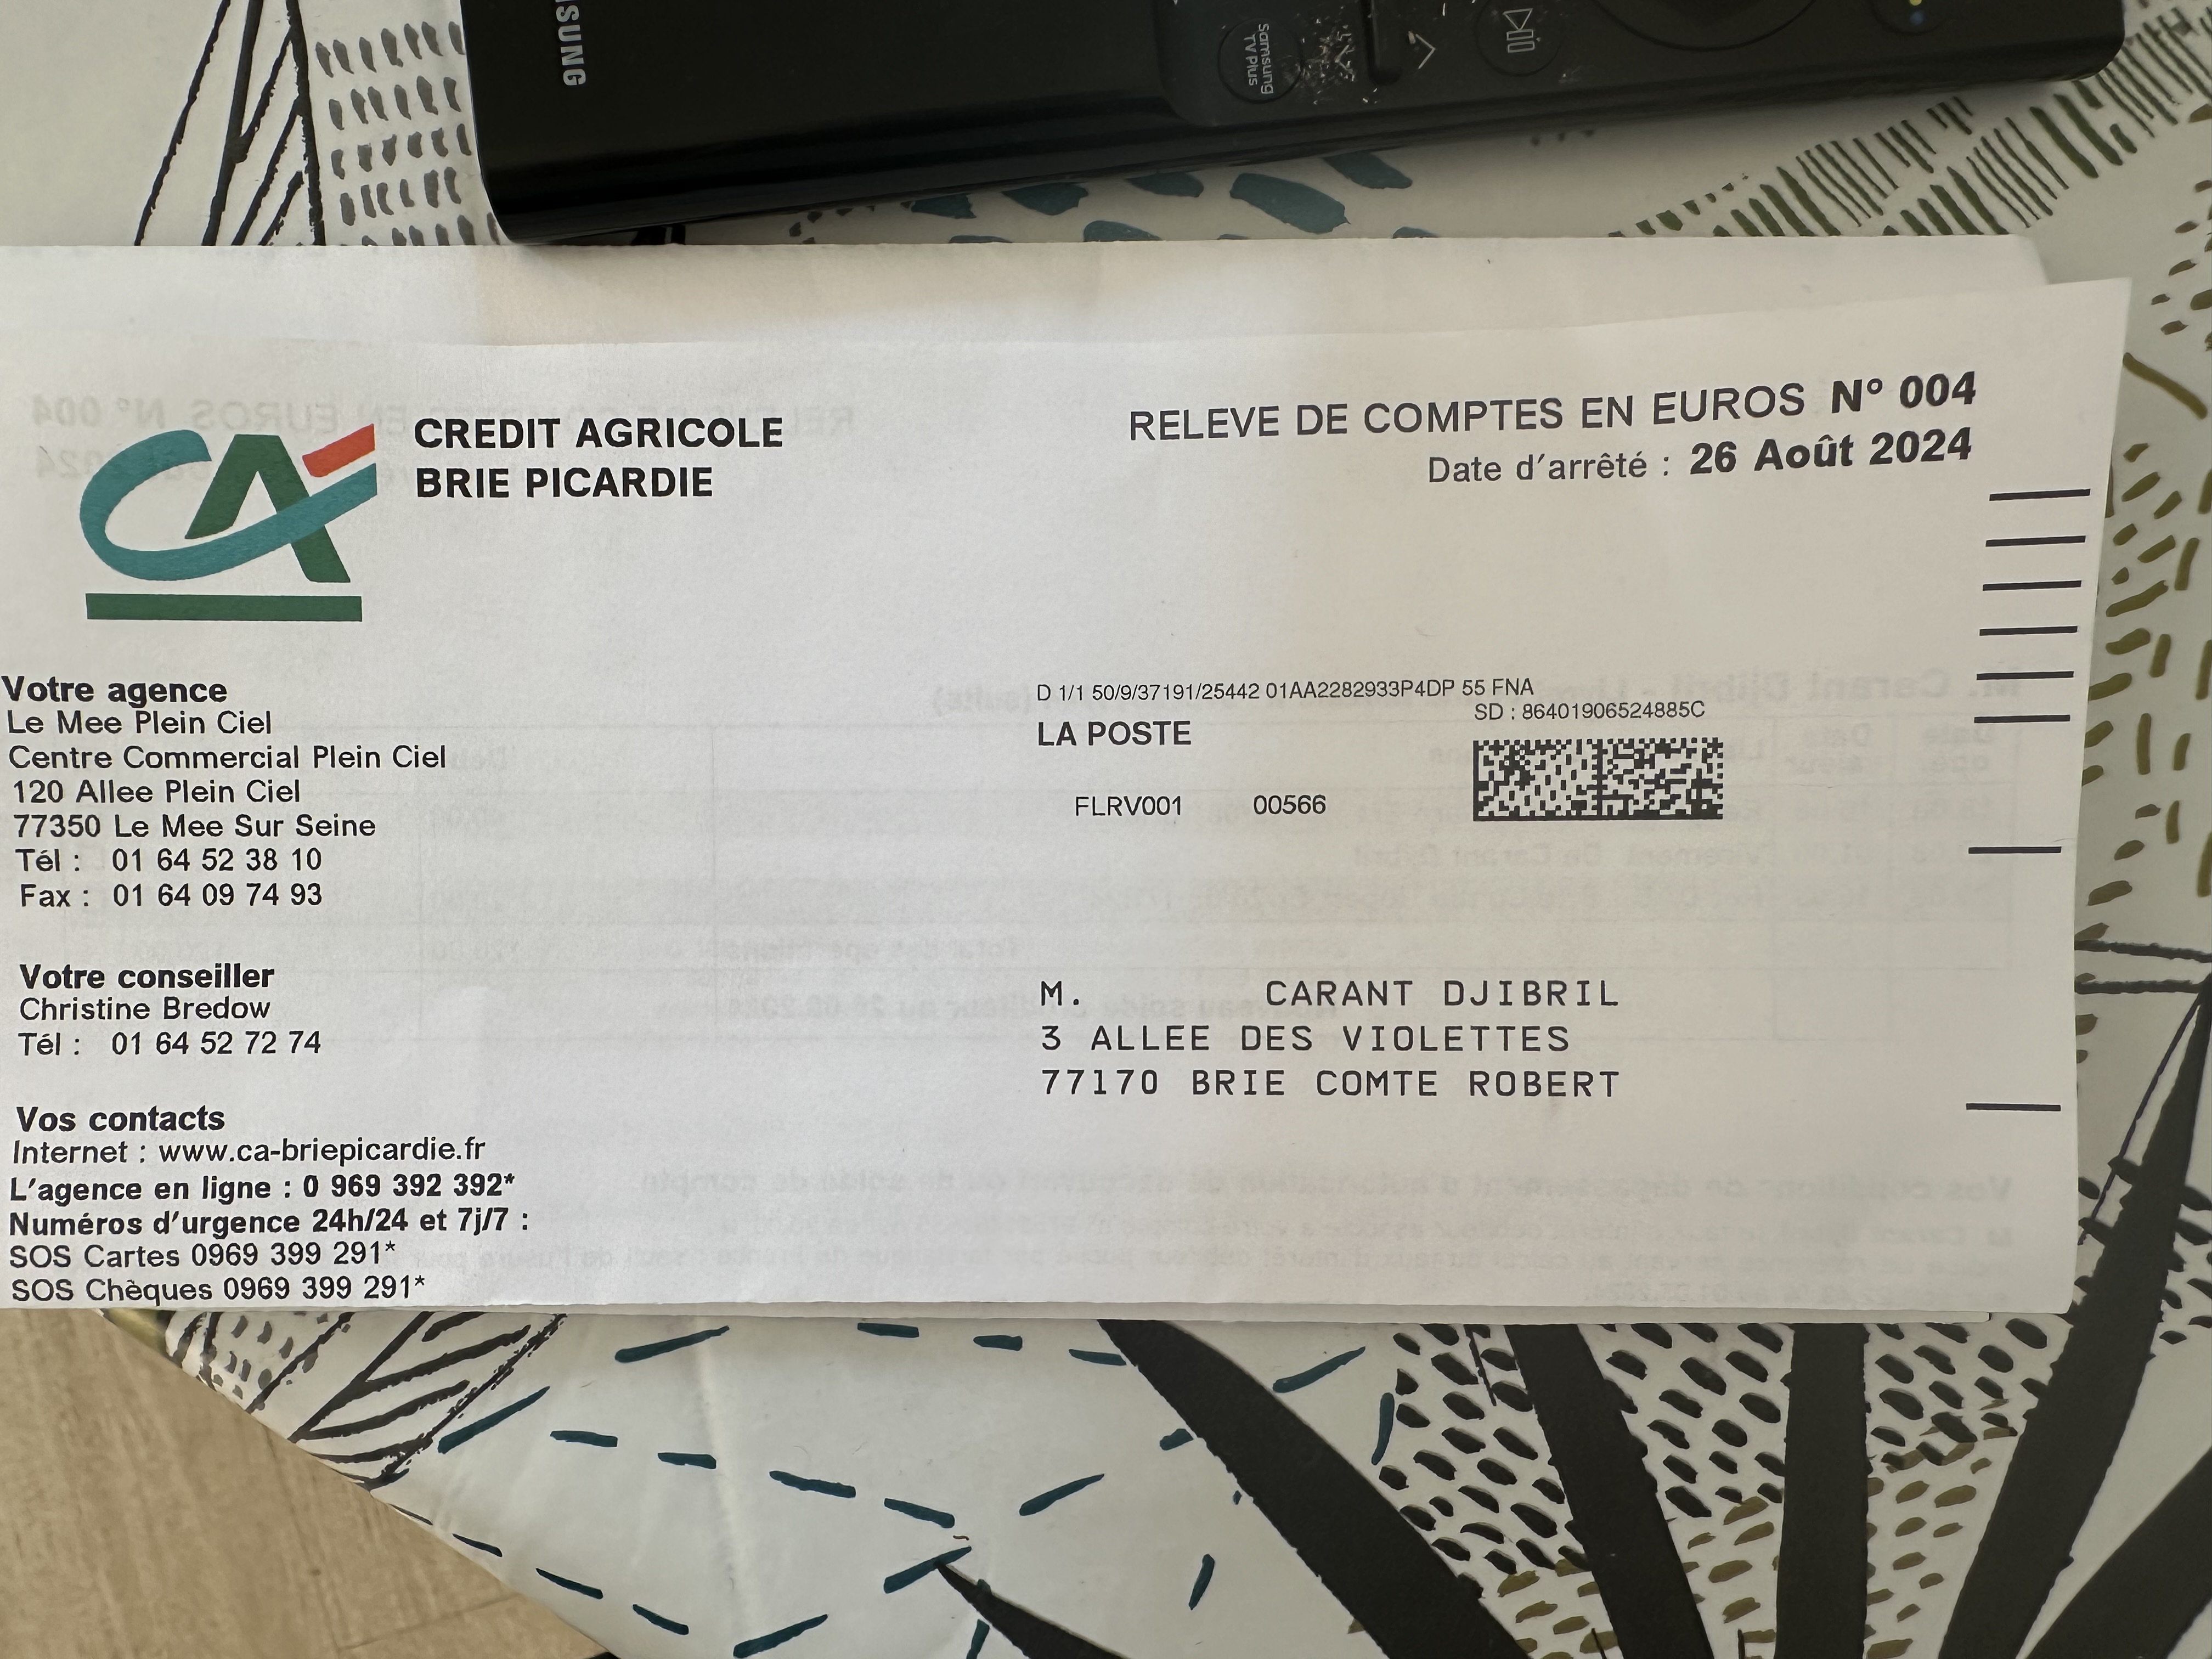 SUNG
SAMSUNG
TV Plus
CREDIT AGRICOLE
BRIE PICARDIE
RELEVE DE COMPTES EN EUROS N° 004
Date d'arrêté : 26 Août 2024
Votre agence
Le Mee Plein Ciel
Centre Commercial Plein Ciel
120 Allee Plein Ciel
77350 Le Mee Sur Seine
Tél : 01 64 52 38 10
Fax : 01 64 09 74 93
Votre conseiller
Christine Bredow
Tél : 01 64 52 72 74
Vos contacts
Internet : www.ca-briepicardie.fr
L'agence en ligne : 0 969 392 392*
Numéros d'urgence 24h/24 et 7j/7 :
SOS Cartes 0969 399 291*
SOS Chèques 0969 399 291*
D 1/1 50/9/37191/25442 01AA2282933P4DP 55 FNA
SD : 86401906524885C
LA POSTE
FLRV001 00566
M. CARANT DJIBRIL
3 ALLEE DES VIOLETTES
77170 BRIE COMTE ROBERT